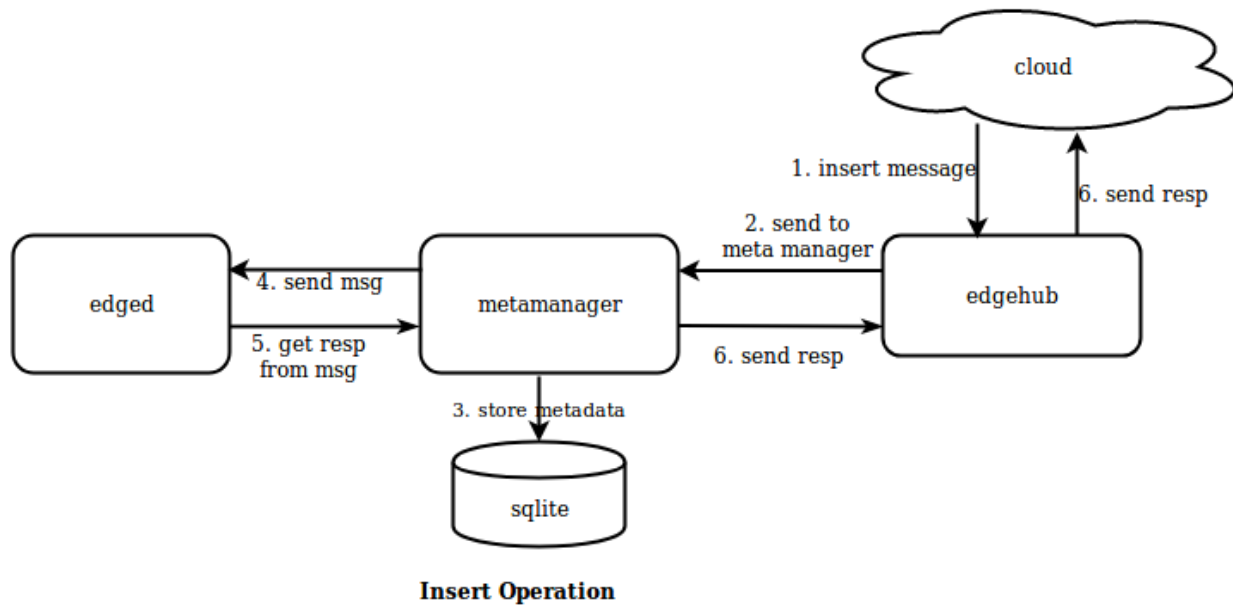 cloud
1. insert message
6. send resp
2. send to
meta manager
edged
4. send msg
metamanager
edgehub
5. get resp
from msg
6. send resp
3. store metadata
sqlite
Insert Operation